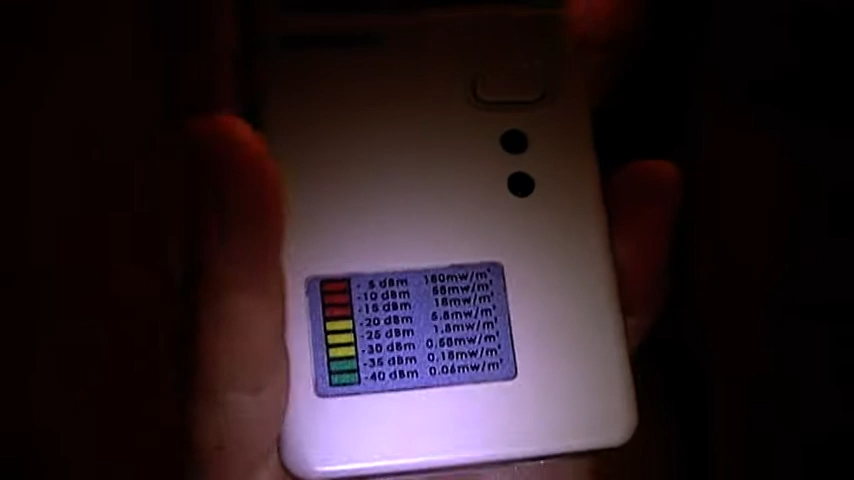 - 5 dBm 180mw/m²
-10 dBm 58mw/m²
-15 dBm 18mw/m²
-20 dBm 5.8mw/m²
-25 dBm 1.8mw/m²
-30 dBm 0.58mw/m²
-35 dBm 0.18mw/m²
-40 dBm 0.06mw/m²